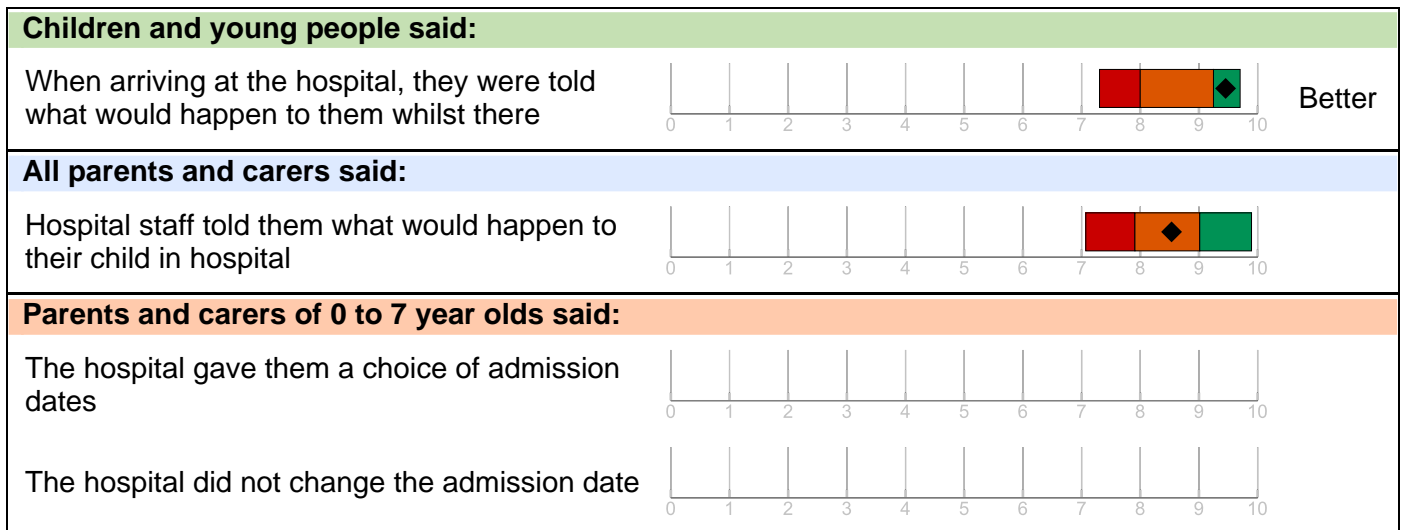 Children and young people said:
When arriving at the hospital, they were told
what would happen to them whilst there
0 1 2 3 4 5 6 7 8 9 10
Better
All parents and carers said:
Hospital staff told them what would happen to
their child in hospital
0 1 2 3 4 5 6 7 8 9 10
Parents and carers of 0 to 7 year olds said:
The hospital gave them a choice of admission
dates
0 1 2 3 4 5 6 7 8 9 10
The hospital did not change the admission date
0 1 2 3 4 5 6 7 8 9 10